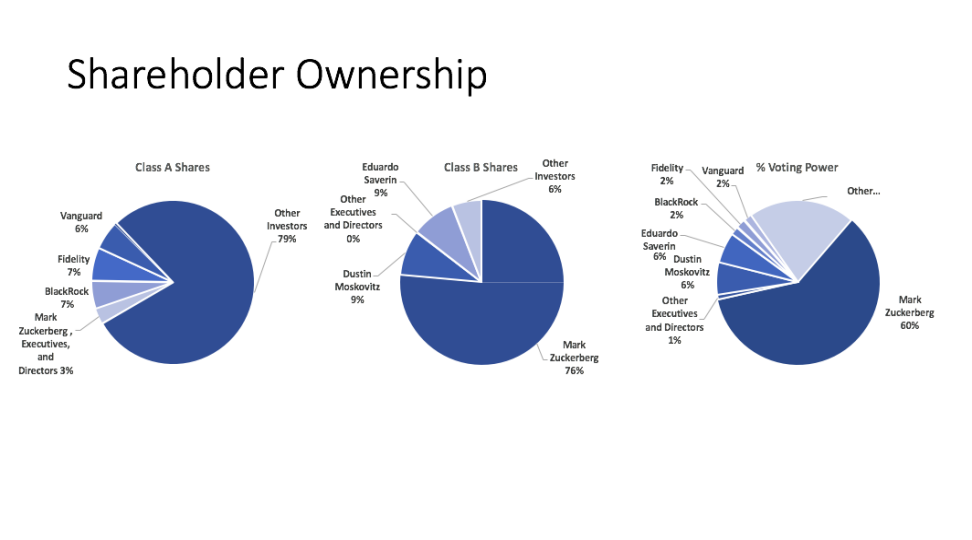 Shareholder Ownership
Class A Shares
Vanguard
6%
Fidelity
7%
BlackRock
7%
Mark
Zuckerberg ,
Executives,
and
Directors 3%
Other
Investors
79%
Class B Shares
Eduardo
Saverin
9%
Other
Investors
6%
Other
Executives
and Directors
0%
Dustin
Moskovitz
9%
Mark
Zuckerberg
76%
% Voting Power
Fidelity
2%
Vanguard
2%
Other...
BlackRock
2%
Eduardo
Saverin
6%
Dustin
Moskovitz
6%
Other
Executives
and Directors
1%
Mark
Zuckerberg
60%